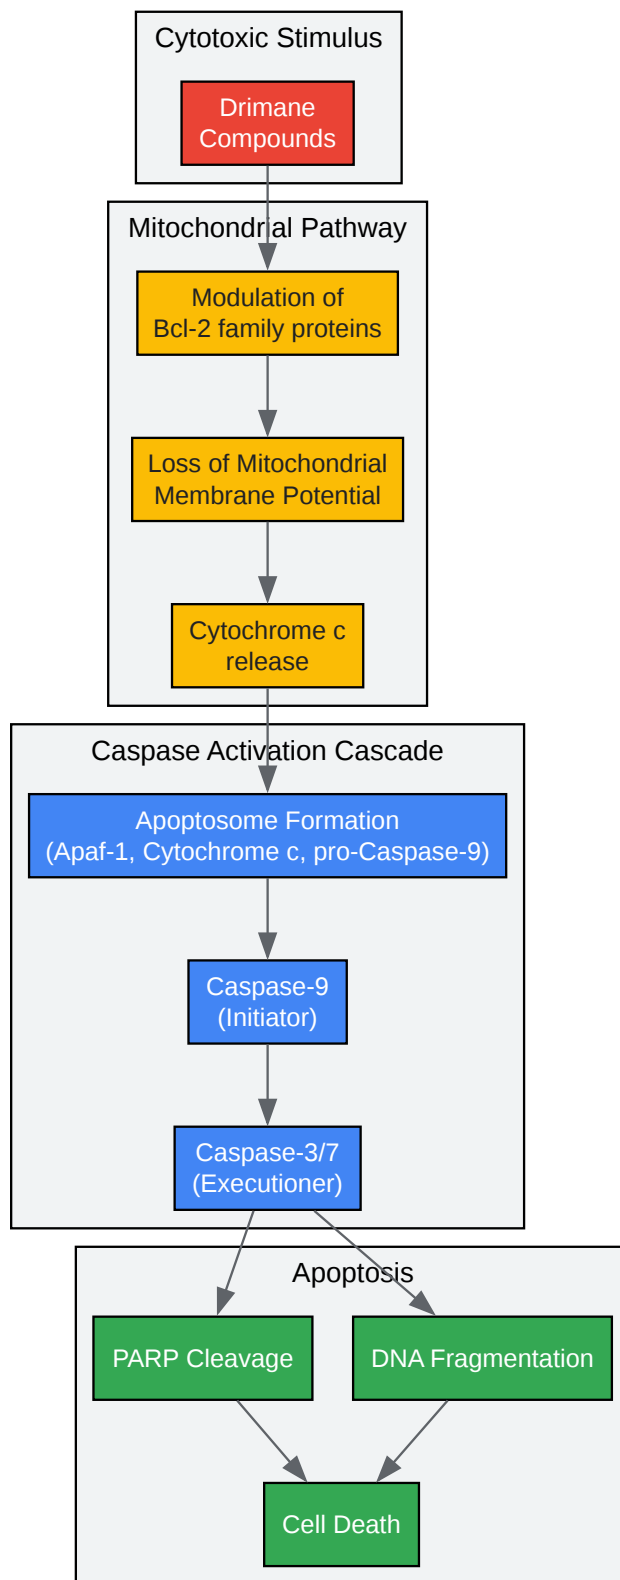 Cytotoxic Stimulus
Drimane
Compounds
Mitochondrial Pathway
Modulation of
Bcl-2 family proteins
Loss of Mitochondrial
Membrane Potential
Cytochrome c
release
Caspase Activation Cascade
Apoptosome Formation
(Apaf-1, Cytochrome c, pro-Caspase-9)
Caspase-9
(Initiator)
Caspase-3/7
(Executioner)
Apoptosis
PARP Cleavage
DNA Fragmentation
Cell Death